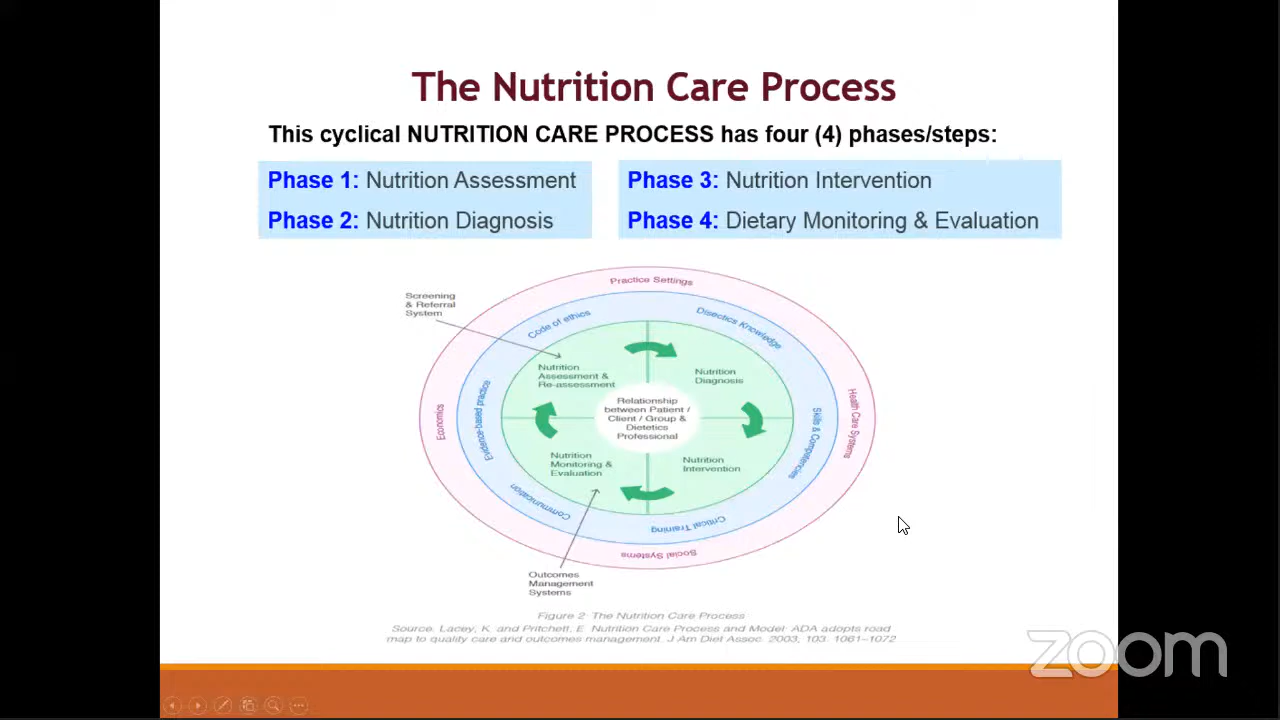 The Nutrition Care Process
This cyclical NUTRITION CARE PROCESS has four (4) phases/steps:
Phase 1: Nutrition Assessment
Phase 2: Nutrition Diagnosis
Phase 3: Nutrition Intervention
Phase 4: Dietary Monitoring & Evaluation
Screening
& Referral
System
Practice Settings
Code of ethics
Disectics Knowledge
Nutrition
Assessment &
Re-assessment
Nutrition
Diagnosis
Economics
Evidence-based practice
Relationship
between Patient /
Client / Group &
Dietetics
Professional
Skills & Competencies
Health Care Systems
Nutrition
Monitoring &
Evaluation
Nutrition
Intervention
Communication
Critical Training
Social Systems
Outcomes
Management
Systems
Figure 2 The Nutrition Care Process
Source. Lacey, K. and Pritchett, E. Nutrition Care Process and Model: ADA adopts road
map to quality care and outcomes management. J Am Diet Assoc. 2003, 103. 1061–1072
zoom